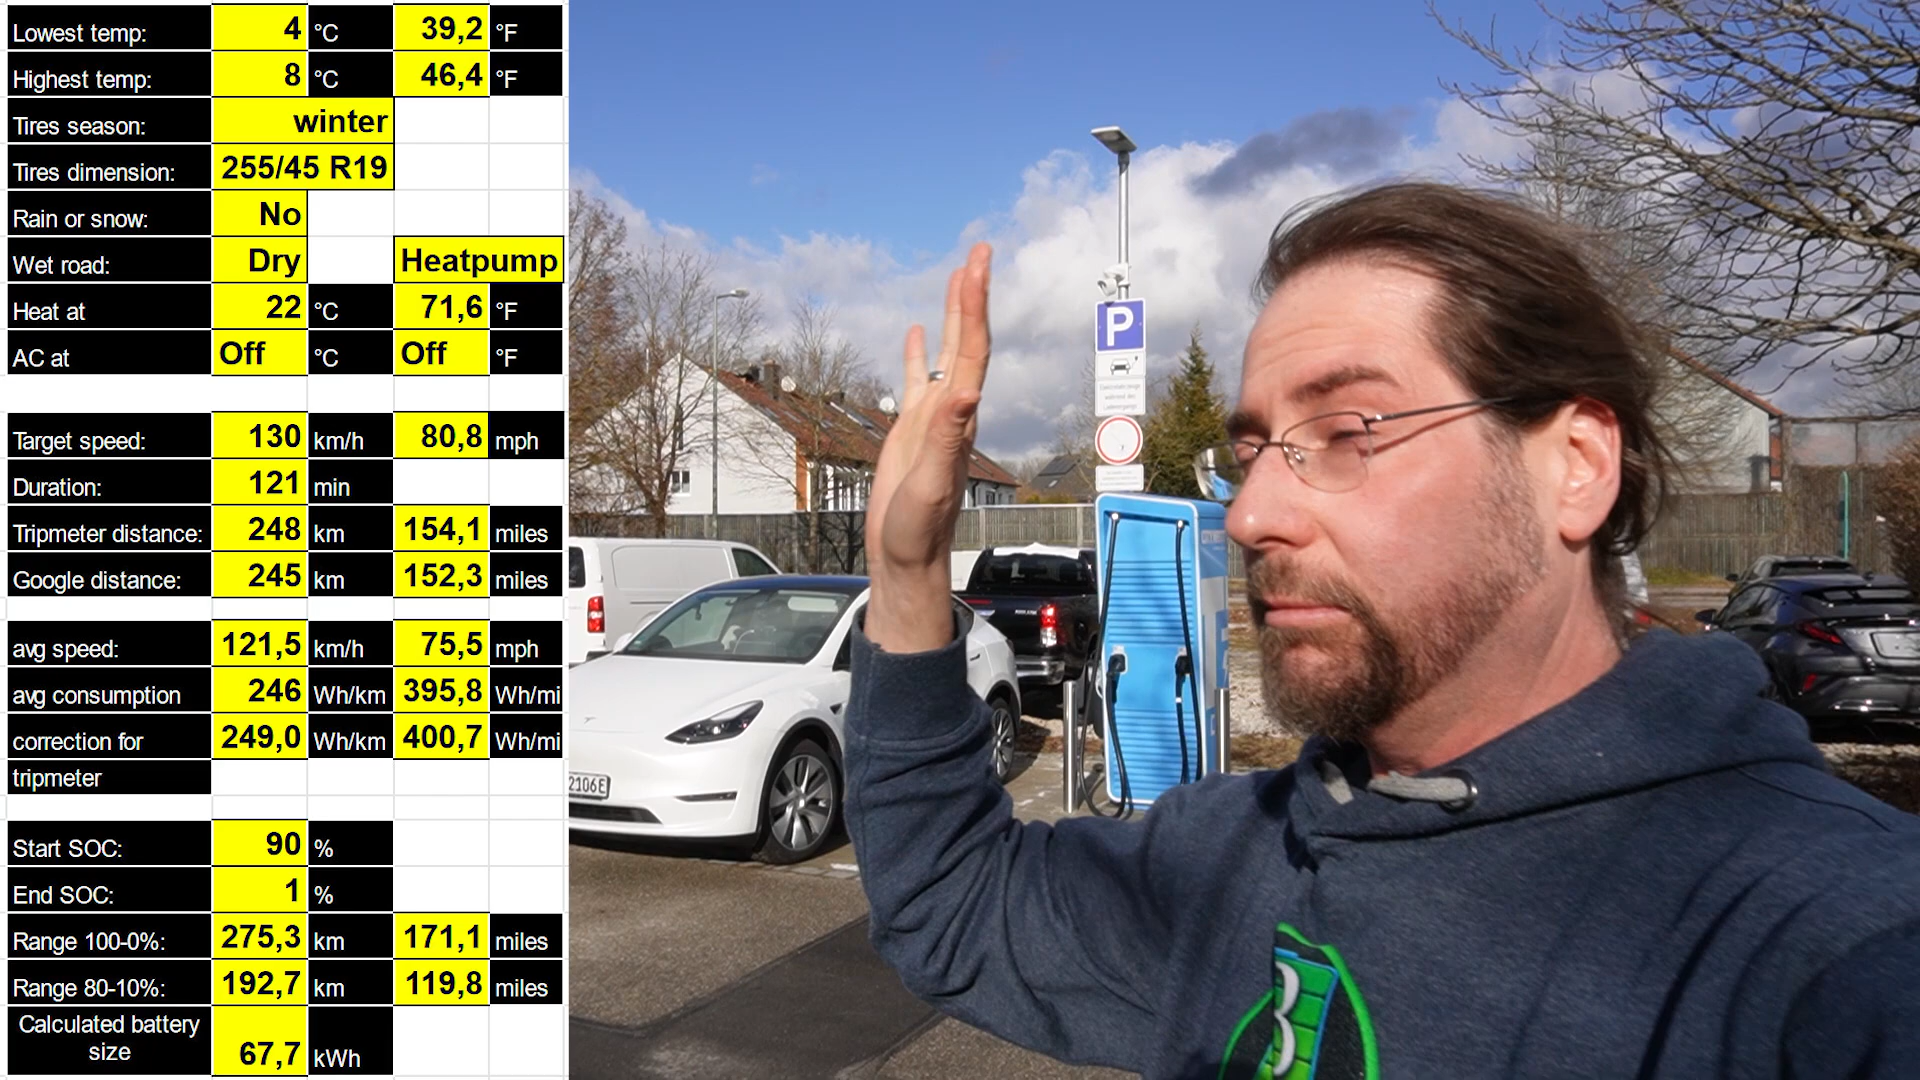 Lowest temp: 4 °C 39,2 °F
Highest temp: 8 °C 46,4 °F
Tires season: winter
Tires dimension: 255/45 R19
Rain or snow: No
Wet road: Dry Heatpump
Heat at 22 °C 71,6 °F
AC at Off °C Off °F
Target speed: 130 km/h 80,8 mph
Duration: 121 min
Tripmeter distance: 248 km 154,1 miles
Google distance: 245 km 152,3 miles
avg speed: 121,5 km/h 75,5 mph
avg consumption 246 Wh/km 395,8 Wh/mi
correction for 249,0 Wh/km 400,7 Wh/mi
tripmeter
Start SOC: 90 %
End SOC: 1 %
Range 100-0%: 275,3 km 171,1 miles
Range 80-10%: 192,7 km 119,8 miles
Calculated battery
size 67,7 kWh
P
2106E